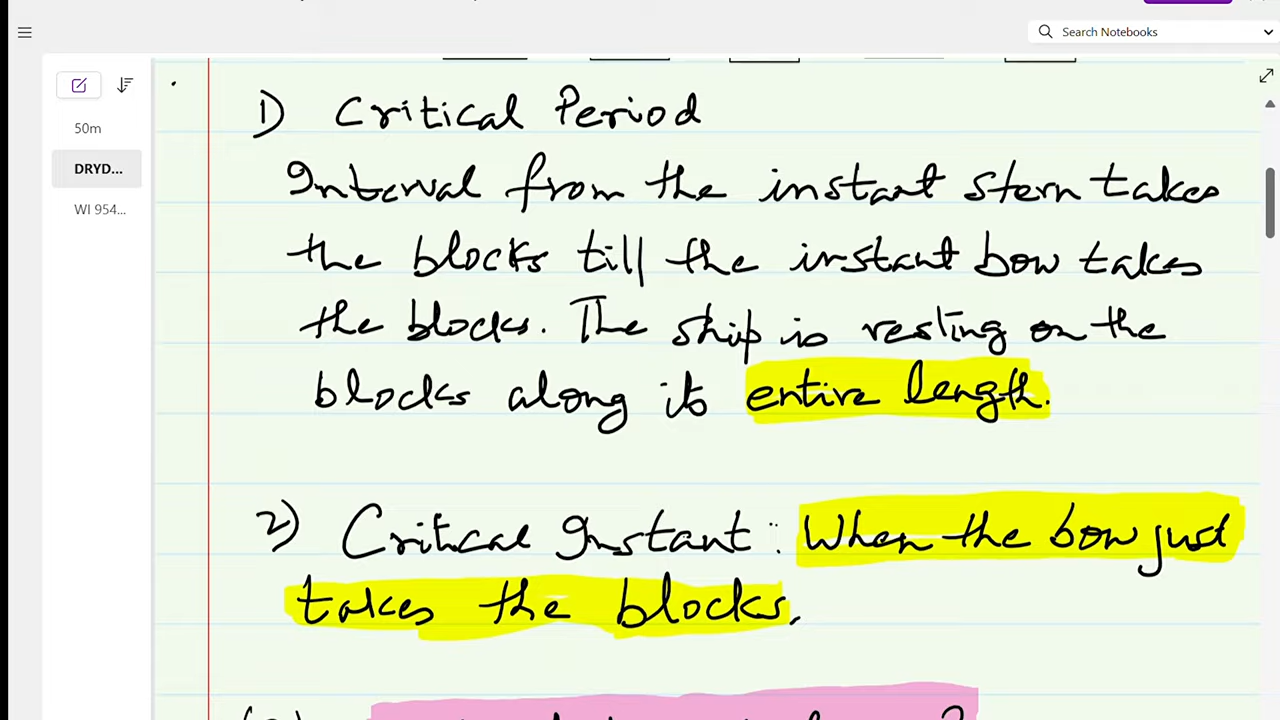 Search Notebooks
50m
DRYD...
WI 954...
1) Critical Period
Interval from the instant stern takes
the blocks till the instant bow takes
the blocks. The ship is resting on the
blocks along its entire length.
2) Critical Instant: When the bow just
takes the blocks.